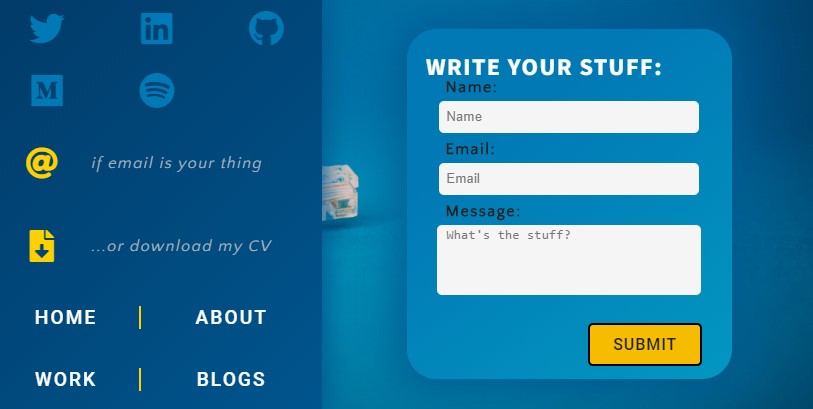 M
@
if email is your thing
...or download my CV
HOME
ABOUT
WORK
BLOGS
WRITE YOUR STUFF:
Name:
Name
Email:
Email
Message:
What's the stuff?
SUBMIT